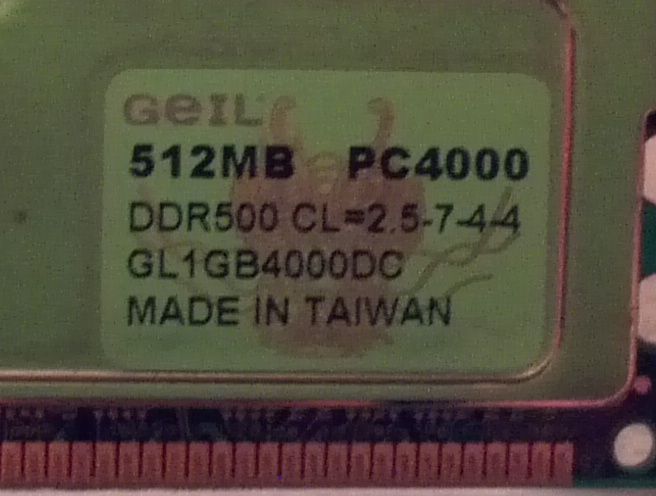 GeIL
512MB PC4000
DDR500 CL=2.5-7-4-4
GL1GB4000DC
MADE IN TAIWAN